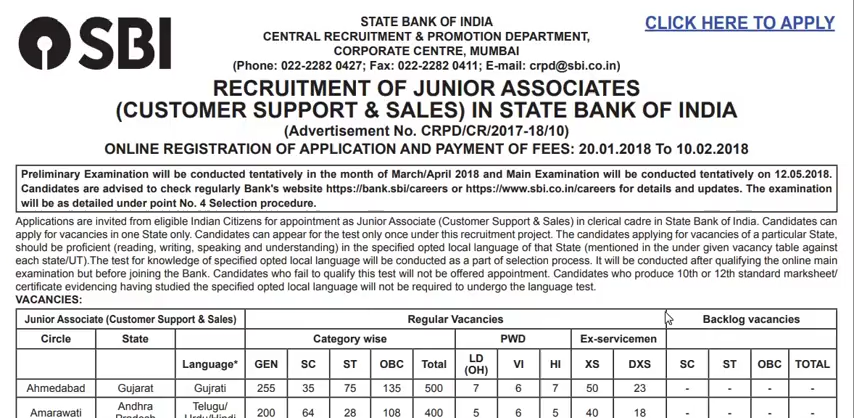 SBI
STATE BANK OF INDIA
CENTRAL RECRUITMENT & PROMOTION DEPARTMENT,
CORPORATE CENTRE, MUMBAI
(Phone: 022-2282 0427; Fax: 022-2282 0411; E-mail: crpd@sbi.co.in)
CLICK HERE TO APPLY
RECRUITMENT OF JUNIOR ASSOCIATES
(CUSTOMER SUPPORT & SALES) IN STATE BANK OF INDIA
(Advertisement No. CRPD/CR/2017-18/10)
ONLINE REGISTRATION OF APPLICATION AND PAYMENT OF FEES: 20.01.2018 To 10.02.2018
Preliminary Examination will be conducted tentatively in the month of March/April 2018 and Main Examination will be conducted tentatively on 12.05.2018.
Candidates are advised to check regularly Bank's website https://bank.sbi/careers or https://www.sbi.co.in/careers for details and updates. The examination
will be as detailed under point No. 4 Selection procedure.
Applications are invited from eligible Indian Citizens for appointment as Junior Associate (Customer Support & Sales) in clerical cadre in State Bank of India. Candidates can
apply for vacancies in one State only. Candidates can appear for the test only once under this recruitment project. The candidates applying for vacancies of a particular State,
should be proficient (reading, writing, speaking and understanding) in the specified opted local language of that State (mentioned in the under given vacancy table against
each state/UT).The test for knowledge of specified opted local language will be conducted as a part of selection process. It will be conducted after qualifying the online main
examination but before joining the Bank. Candidates who fail to qualify this test will not be offered appointment. Candidates who produce 10th or 12th standard marksheet/
certificate evidencing having studied the specified opted local language will not be required to undergo the language test.
VACANCIES:
Junior Associate (Customer Support & Sales) Regular Vacancies Backlog vacancies
Circle State Category wise PWD Ex-servicemen
Language* GEN SC ST OBC Total LD (OH) VI HI XS DXS SC ST OBC TOTAL
Ahmedabad Gujarat Gujrati 255 35 75 135 500 7 6 7 50 23 - - - -
Amarawati Andhra Pradesh Telugu/ Urdu/Hindi 200 64 28 108 400 5 6 5 40 18 - - - -